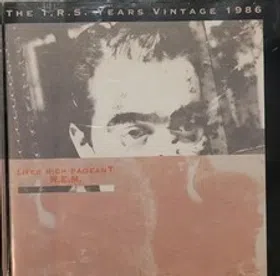 THE I.R.S. YEARS VINTAGE 1986
LIFES RICH PAGEANT
R.E.M.